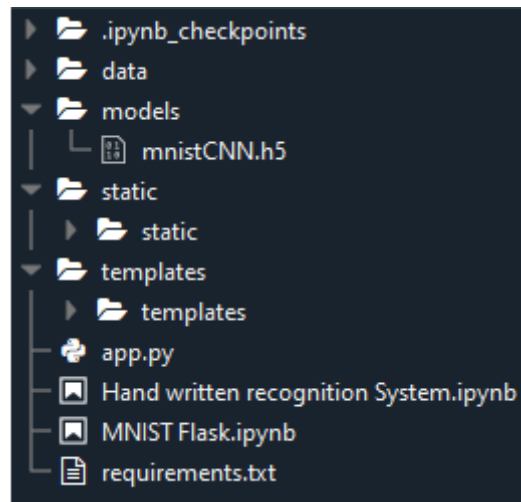 .ipynb_checkpoints
data
models
mnistCNN.h5
static
static
templates
templates
app.py
Hand written recognition System.ipynb
MNIST Flask.ipynb
requirements.txt